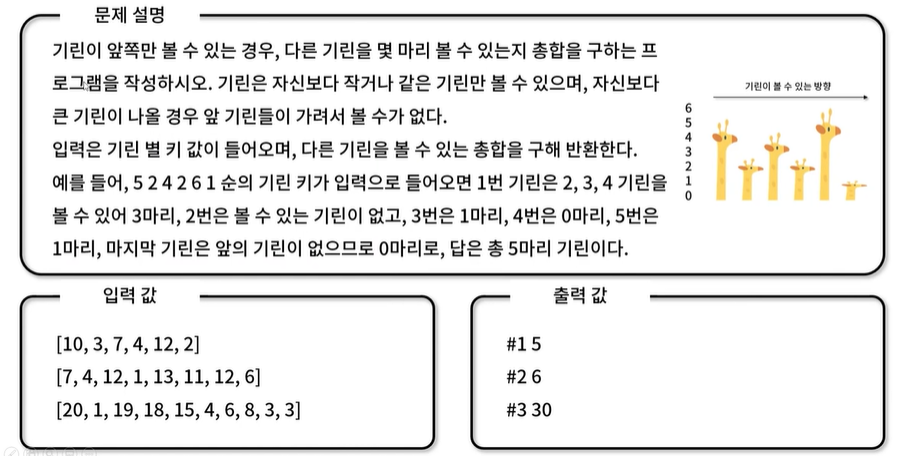 문제 설명
기린이 앞쪽만 볼 수 있는 경우, 다른 기린을 몇 마리 볼 수 있는지 총합을 구하는 프
로그램을 작성하시오. 기린은 자신보다 작거나 같은 기린만 볼 수 있으며, 자신보다
큰 기린이 나올 경우 앞 기린들이 가려서 볼 수가 없다.
입력은 기린 별 키 값이 들어오며, 다른 기린을 볼 수 있는 총합을 구해 반환한다.
예를 들어, 5 2 4 2 6 1 순의 기린 키가 입력으로 들어오면 1번 기린은 2, 3, 4 기린을
볼 수 있어 3마리, 2번은 볼 수 있는 기린이 없고, 3번은 1마리, 4번은 0마리, 5번은
1마리, 마지막 기린은 앞의 기린이 없으므로 0마리로, 답은 총 5마리 기린이다.
기린이 볼 수 있는 방향
6
5
4
3
2
1
0
입력 값
[10, 3, 7, 4, 12, 2]
[7, 4, 12, 1, 13, 11, 12, 6]
[20, 1, 19, 18, 15, 4, 6, 8, 3, 3]
출력 값
#1 5
#2 6
#3 30